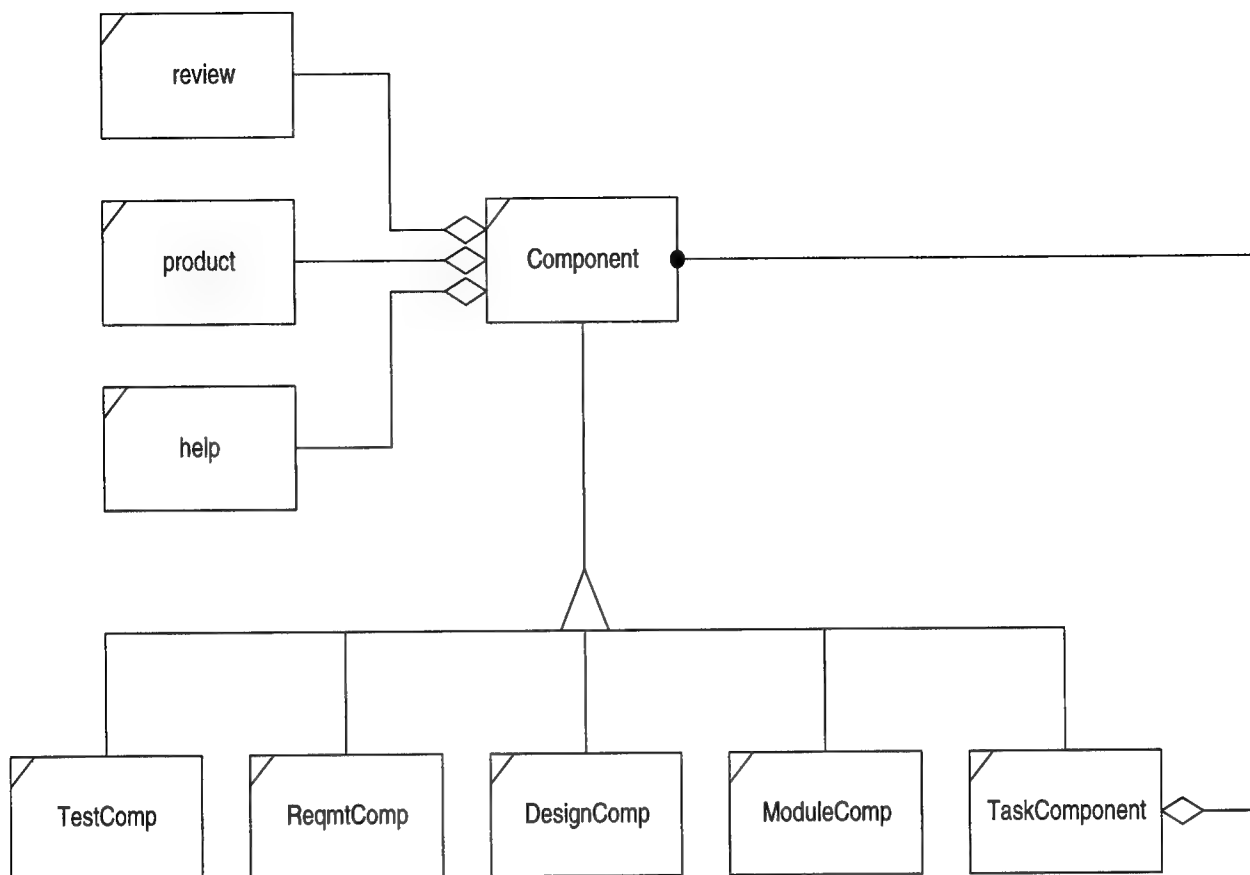 review
product
Component
help
TestComp
ReqmtComp
DesignComp
ModuleComp
TaskComponent